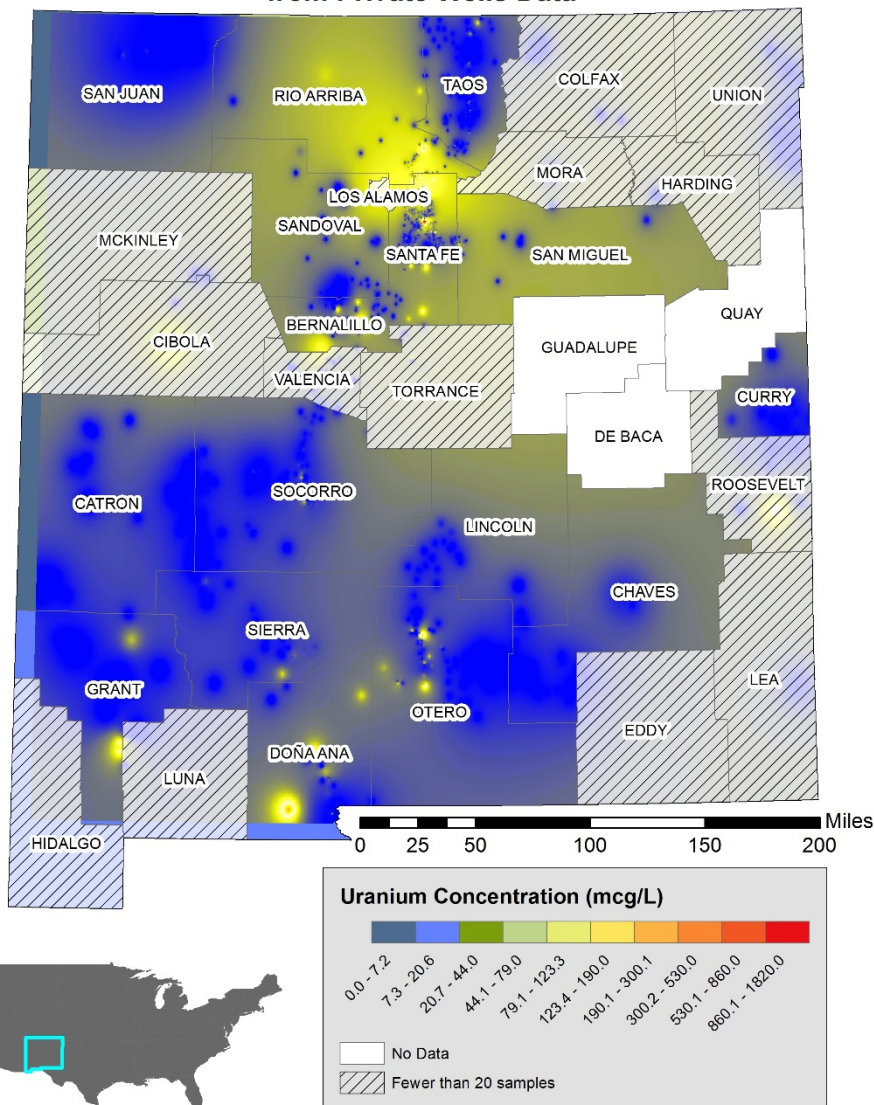 from Private Wells Data
SAN JUAN
RIO ARRIBA
TAOS
COLFAX
UNION
MORA
HARDING
LOS ALAMOS
MCKINLEY
SANDOVAL
SANTA FE
SAN MIGUEL
QUAY
BERNALILLO
CIBOLA
GUADALUPE
VALENCIA
TORRANCE
CURRY
DE BACA
ROOSEVELT
CATRON
SOCORRO
LINCOLN
CHAVES
SIERRA
GRANT
LEA
OTERO
EDDY
DOÑA ANA
LUNA
HIDALGO
Miles
0 25 50 100 150 200
Uranium Concentration (mcg/L)
0.0 - 7.2
7.3 - 20.6
20.7 - 44.0
44.1 - 79.0
79.1 - 123.3
123.4 - 190.0
190.1 - 300.1
300.2 - 530.0
530.1 - 860.0
860.1 - 1820.0
No Data
Fewer than 20 samples